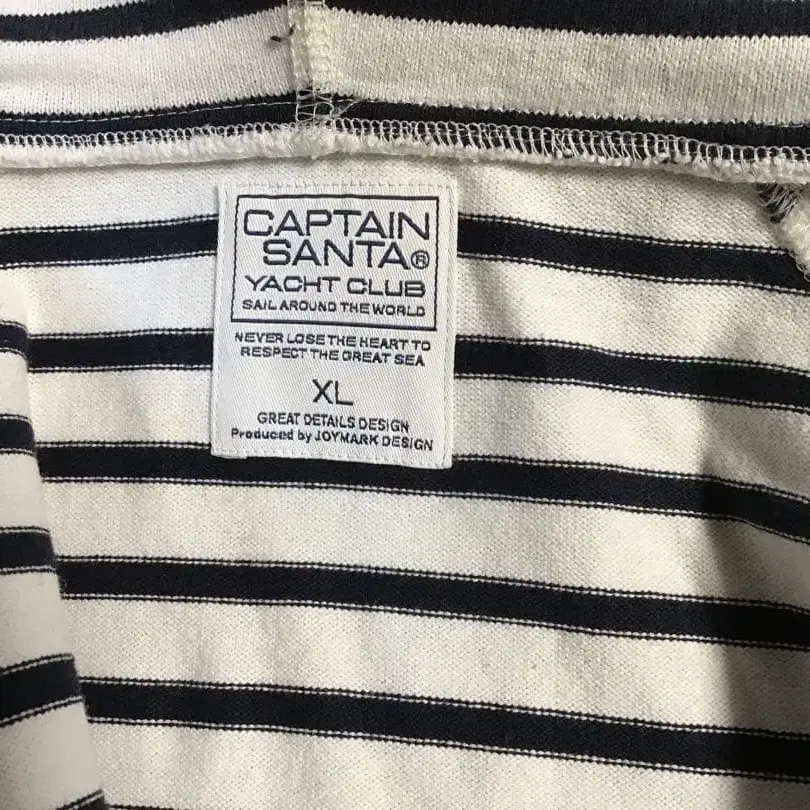 CAPTAIN
SANTA®
YACHT CLUB
SAIL AROUND THE WORLD
NEVER LOSE THE HEART TO
RESPECT THE GREAT SEA
XL
GREAT DETAILS DESIGN
Produced by JOYMARK DESIGN